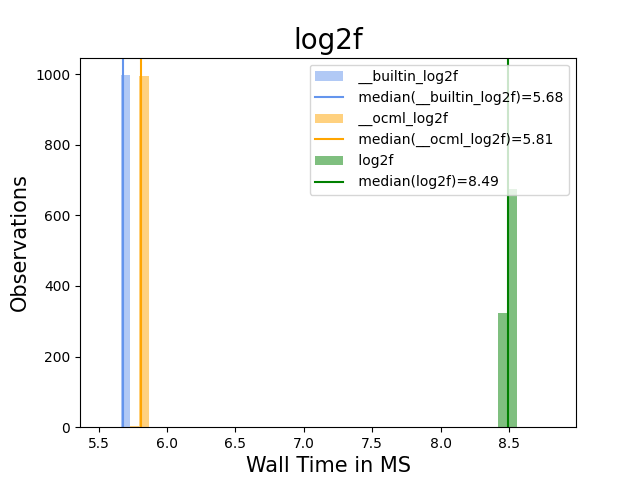 log2f
1000
800
600
400
200
0
Observations
__builtin_log2f
median(__builtin_log2f)=5.68
__ocml_log2f
median(__ocml_log2f)=5.81
log2f
median(log2f)=8.49
5.5 6.0 6.5 7.0 7.5 8.0 8.5
Wall Time in MS